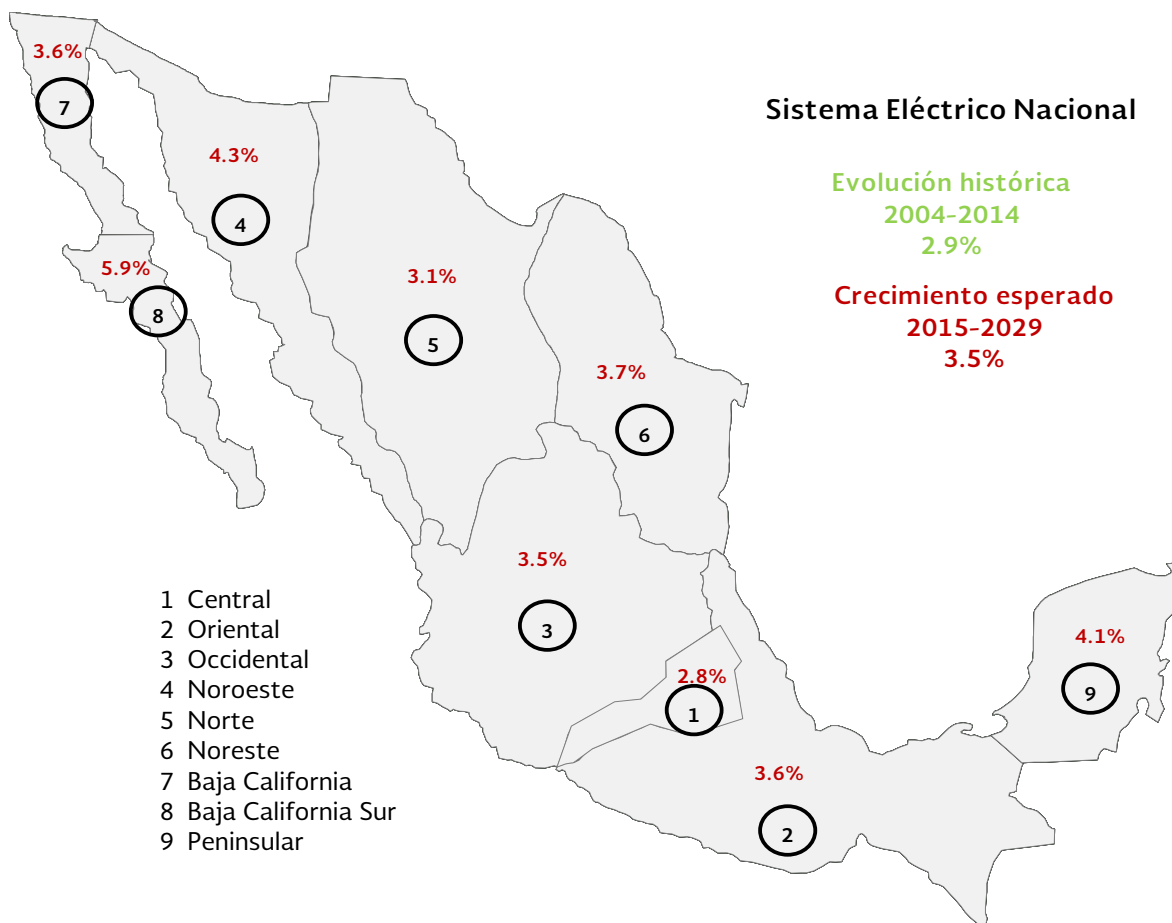 3.6%
7
4.3%
4
5.9%
8
3.1%
5
3.7%
6
Sistema Eléctrico Nacional
Evolución histórica
2004-2014
2.9%
Crecimiento esperado
2015-2029
3.5%
3.5%
3
2.8%
1
3.6%
2
4.1%
9
1 Central
2 Oriental
3 Occidental
4 Noroeste
5 Norte
6 Noreste
7 Baja California
8 Baja California Sur
9 Peninsular